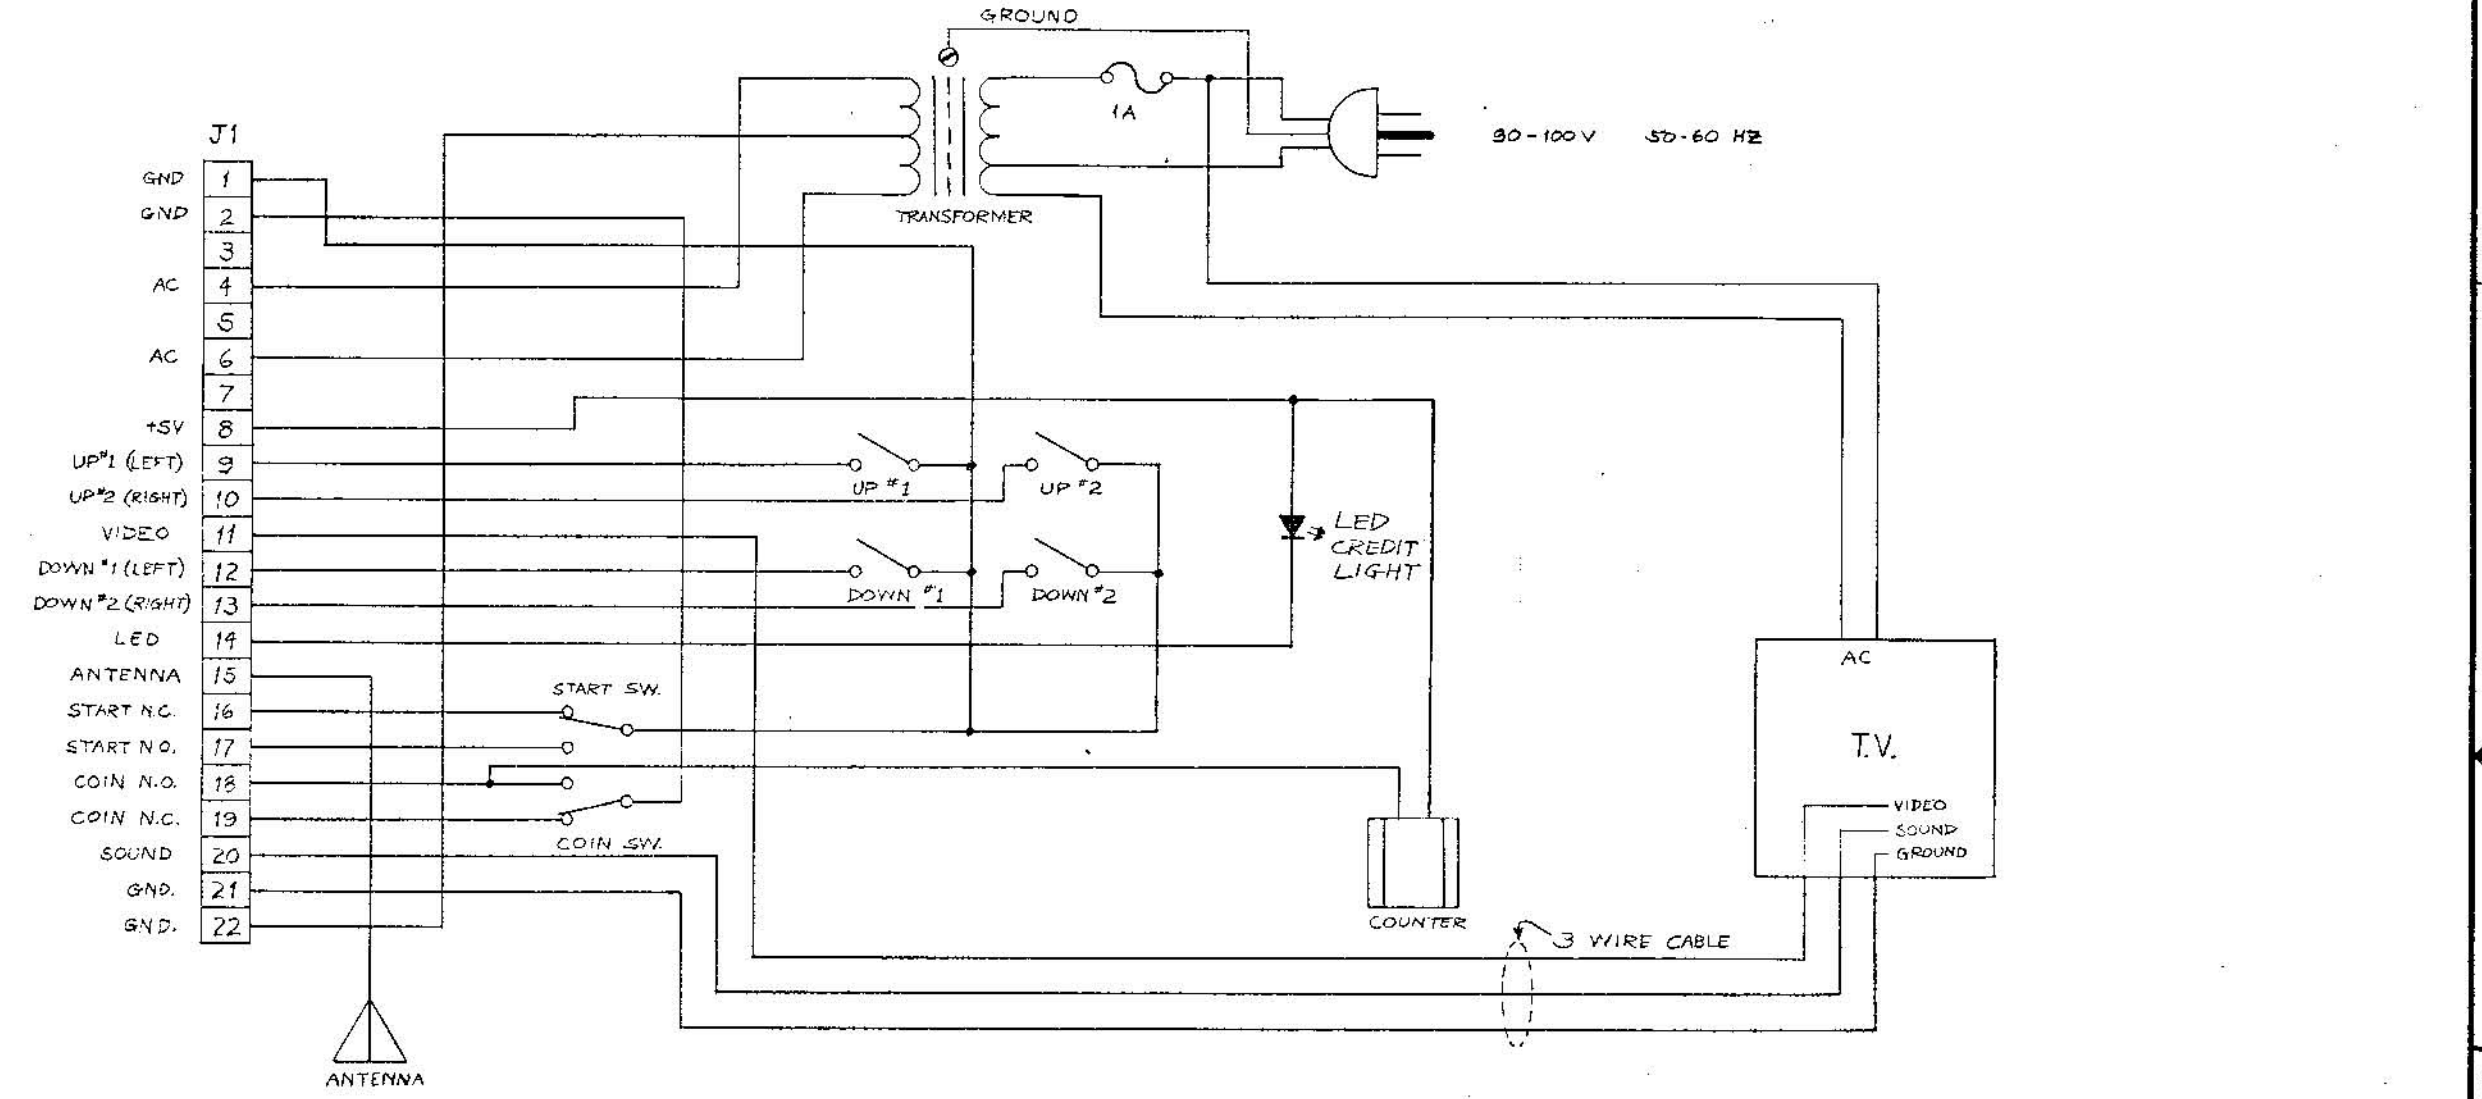 GROUND
1A
90-100V 50-60 HZ
TRANSFORMER
J1
GND 1
GND 2
3
AC 4
5
AC 6
7
+5V 8
UP#1 (LEFT) 9
UP#2 (RIGHT) 10
VIDEO 11
DOWN #1 (LEFT) 12
DOWN #2 (RIGHT) 13
LED 14
ANTENNA 15
START N.C. 16
START N O. 17
COIN N.O. 18
COIN N.C. 19
SOUND 20
GND. 21
GND. 22
UP #1
UP #2
DOWN #1
DOWN #2
LED
CREDIT
LIGHT
START SW.
COIN SW.
COUNTER
AC
T.V.
VIDEO
SOUND
GROUND
3 WIRE CABLE
ANTENNA